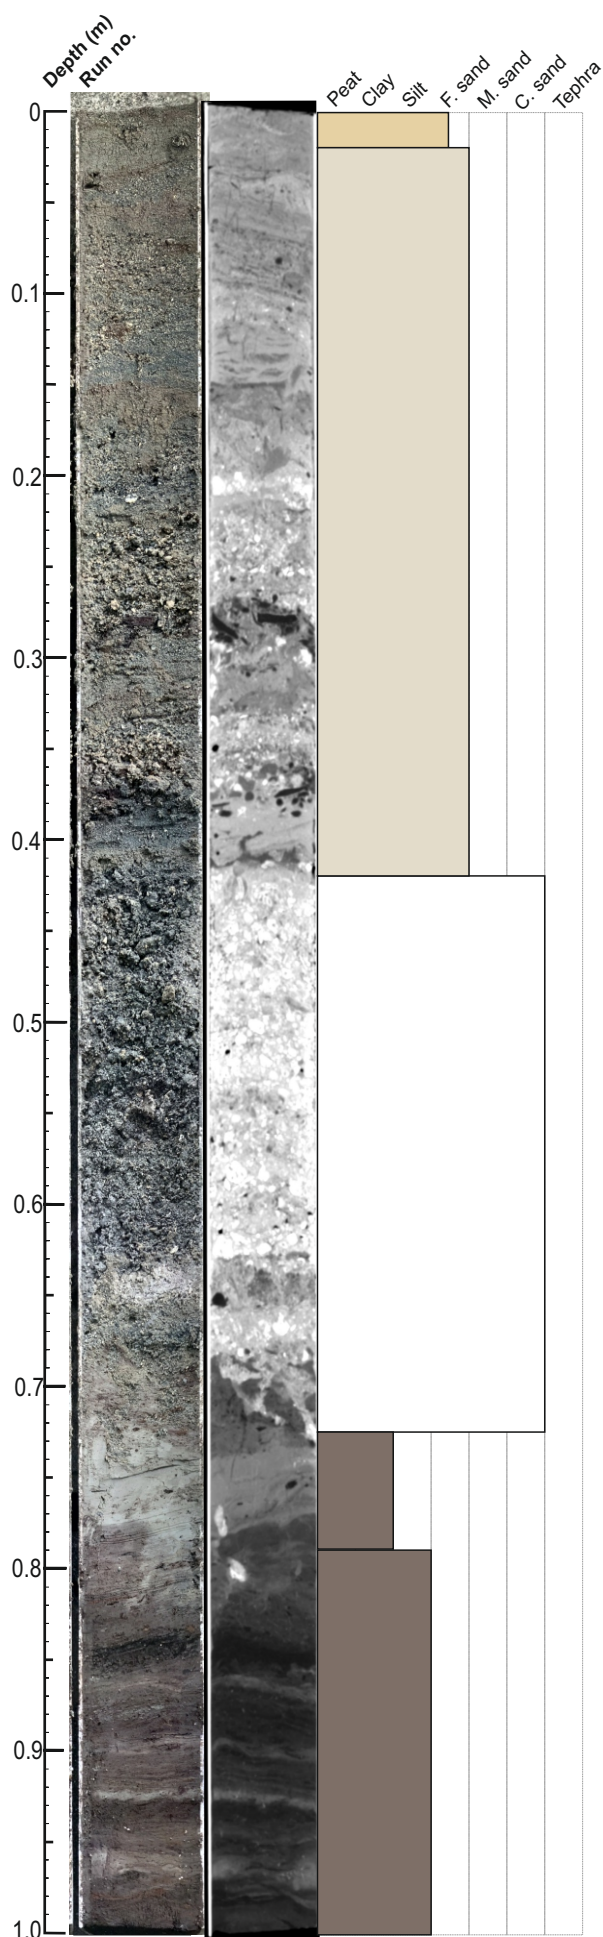 Depth (m)
Run no.
Peat
Clay
Silt
F. sand
M. sand
C. sand
Tephra
0
0.1
0.2
0.3
0.4
0.5
0.6
0.7
0.8
0.9
1.0